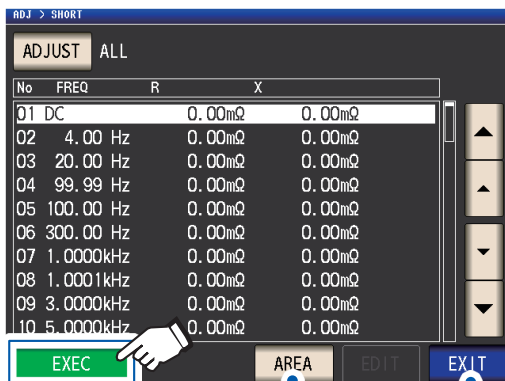 ADJ > SHORT
ADJUST ALL
No FREQ R X
01 DC 0.00mΩ 0.00mΩ
02 4.00 Hz 0.00mΩ 0.00mΩ
03 20.00 Hz 0.00mΩ 0.00mΩ
04 99.99 Hz 0.00mΩ 0.00mΩ
05 100.00 Hz 0.00mΩ 0.00mΩ
06 300.00 Hz 0.00mΩ 0.00mΩ
07 1.0000kHz 0.00mΩ 0.00mΩ
08 1.0001kHz 0.00mΩ 0.00mΩ
09 3.0000kHz 0.00mΩ 0.00mΩ
10 5.0000kHz 0.00mΩ 0.00mΩ
EXEC AREA EDIT EXIT